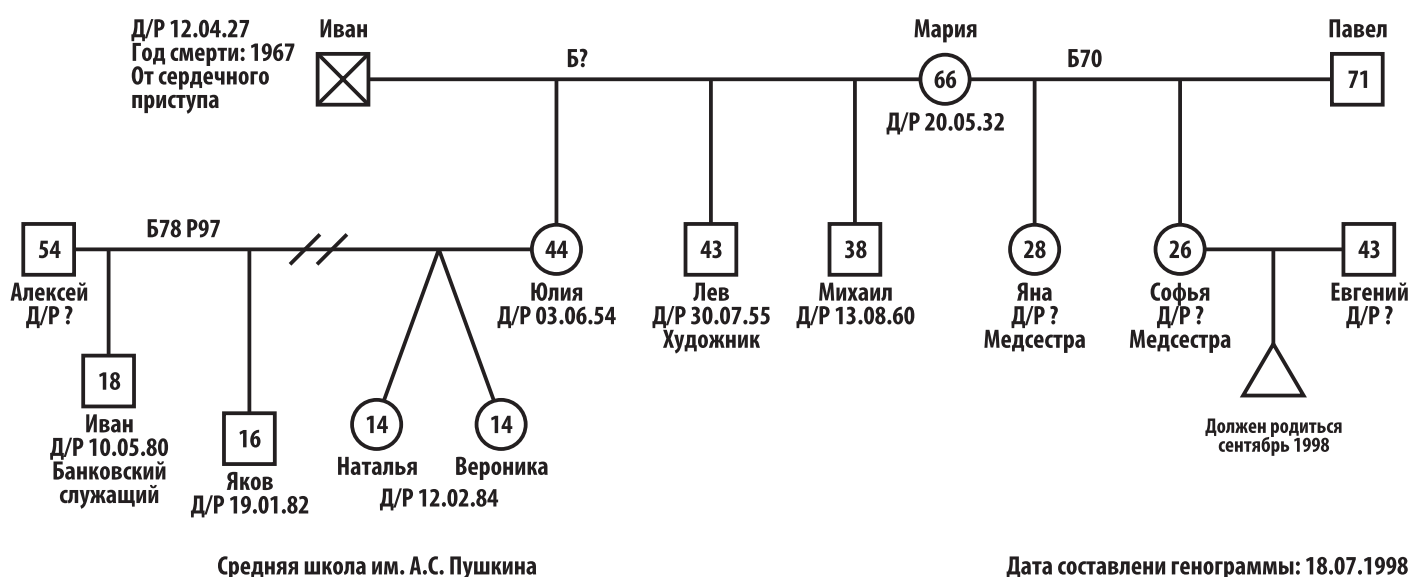 Д/Р 12.04.27
Год смерти: 1967
От сердечного
приступа
Иван
Б?
Мария
66
Д/Р 20.05.32
Б70
Павел
71
54
Алексей
Д/Р ?
Б78 Р97
44
Юлия
Д/Р 03.06.54
43
Лев
Д/Р 30.07.55
Художник
38
Михаил
Д/Р 13.08.60
28
Яна
Д/Р ?
Медсестра
26
Софья
Д/Р ?
Медсестра
43
Евгений
Д/Р ?
18
Иван
Д/Р 10.05.80
Банковский
служащий
16
Яков
Д/Р 19.01.82
14
Наталья
14
Вероника
Д/Р 12.02.84
Должен родиться
сентябрь 1998
Средняя школа им. А.С. Пушкина
Дата составлени генограммы: 18.07.1998